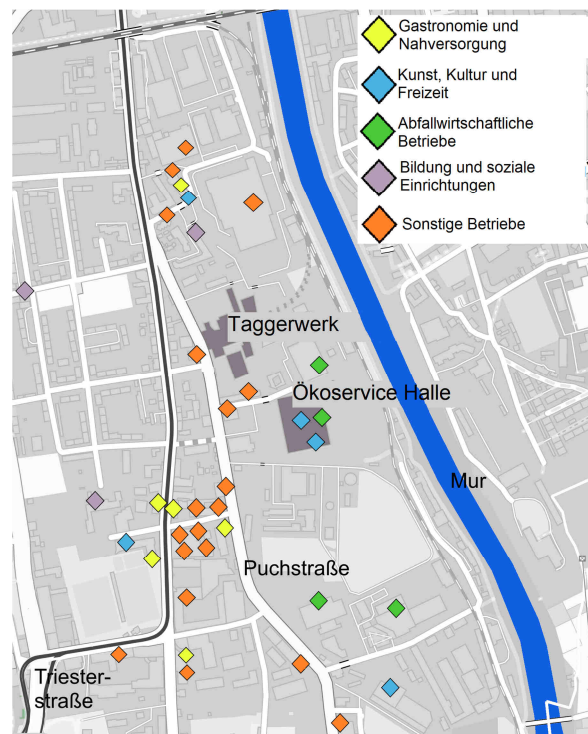 Gastronomie und
Nahversorgung
Kunst, Kultur und
Freizeit
Abfallwirtschaftliche
Betriebe
Bildung und soziale
Einrichtungen
Sonstige Betriebe
Taggerwerk
Ökoservice Halle
Mur
Puchstraße
Triester-
straße